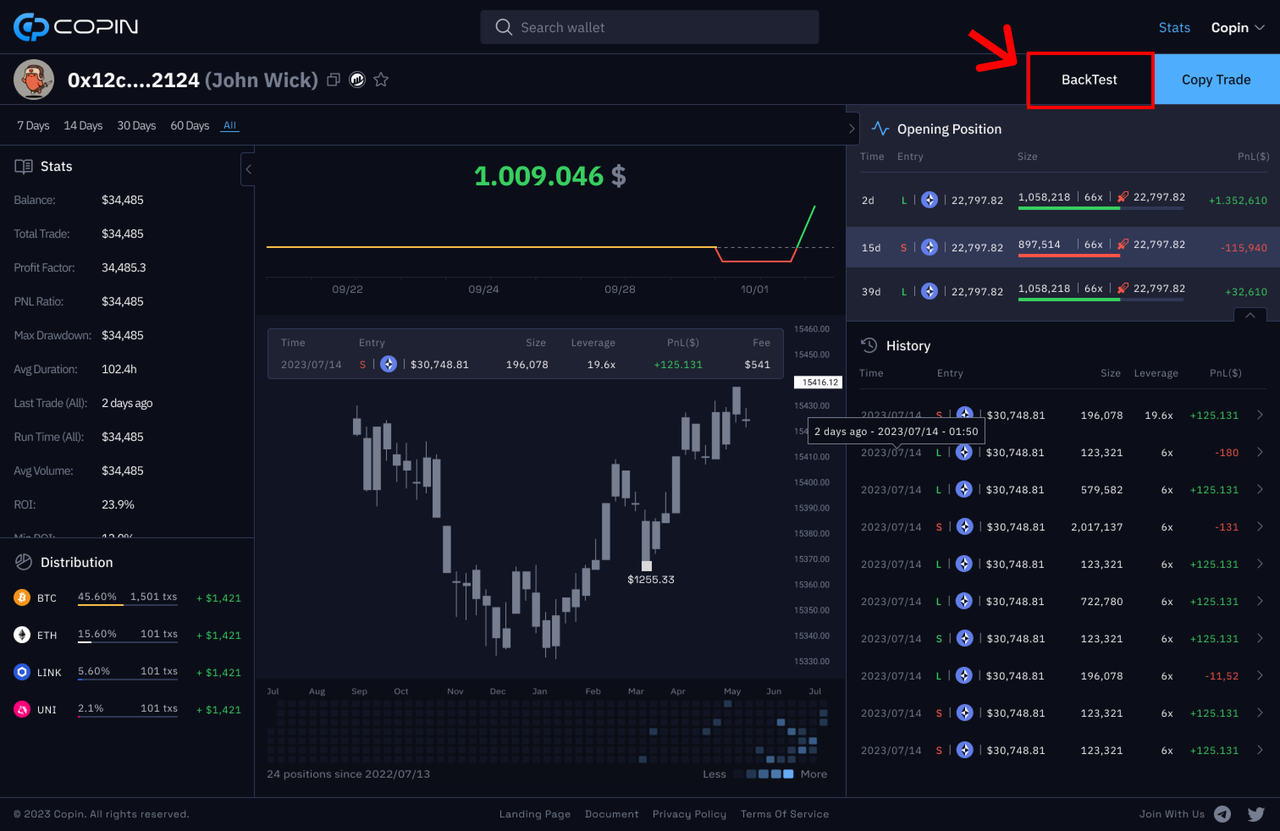 COPIN
Search wallet
Stats
Copin
0x12c....2124 (John Wick)
BackTest
Copy Trade
7 Days 14 Days 30 Days 60 Days All
Stats
Balance: $34,485
Total Trade: $34,485
Profit Factor: 34,485.3
PNL Ratio: $34,485
Max Drawdown: $34,485
Avg Duration: 102.4h
Last Trade (All): 2 days ago
Run Time (All): $34,485
Avg Volume: $34,485
ROI: 23.9%
Distribution
BTC 45.60% 1,501 txs + $1,421
ETH 15.60% 101 txs + $1,421
LINK 5.60% 101 txs + $1,421
UNI 2.1% 101 txs + $1,421
1.009.046 $
09/22 09/24 09/28 10/01
Time Entry Size Leverage PnL($) Fee
2023/07/14 S $30,748.81 196,078 19.6x +125.131 $541
15460.00
15450.00
15416.12
15430.00
15410.00
15400.00
15390.00
15380.00
15370.00
15360.00
15350.00
15340.00
15330.00
$1255.33
Jul Aug Sep Oct Nov Dec Jan Feb Mar Apr May Jun Jul
24 positions since 2022/07/13
Less More
Opening Position
Time Entry Size PnL($)
2d L 22,797.82 1,058,218 66x 22,797.82 +1.352,610
15d S 22,797.82 897,514 66x 22,797.82 -115,940
39d L 22,797.82 1,058,218 66x 22,797.82 +32,610
History
Time Entry Size Leverage PnL($)
2023/07/14 S $30,748.81 196,078 19.6x +125.131
2 days ago - 2023/07/14 - 01:50
2023/07/14 L $30,748.81 123,321 6x -180
2023/07/14 L $30,748.81 579,582 6x +125.131
2023/07/14 S $30,748.81 2,017,137 6x -131
2023/07/14 L $30,748.81 123,321 6x +125.131
2023/07/14 L $30,748.81 722,780 6x +125.131
2023/07/14 S $30,748.81 123,321 6x +125.131
2023/07/14 L $30,748.81 196,078 6x -11,52
2023/07/14 S $30,748.81 123,321 6x +125.131
2023/07/14 S $30,748.81 123,321 6x +125.131
© 2023 Copin. All rights reserved.
Landing Page Document Privacy Policy Terms Of Service
Join With Us